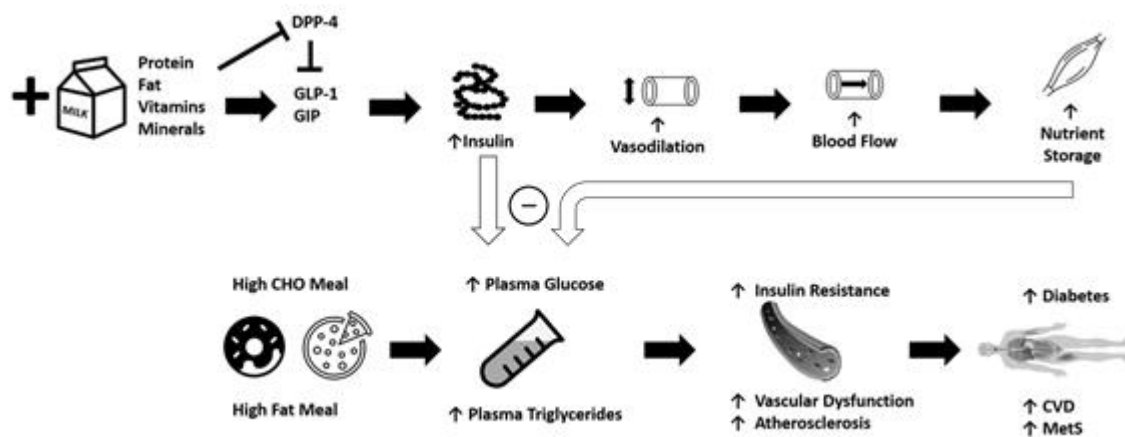 DPP-4
+
MILK
Protein
Fat
Vitamins
Minerals
GLP-1
GIP
↑Insulin
↑
Vasodilation
↑
Blood Flow
↑
Nutrient
Storage
−
High CHO Meal
High Fat Meal
↑ Plasma Glucose
↑ Plasma Triglycerides
↑ Insulin Resistance
↑ Vascular Dysfunction
↑ Atherosclerosis
↑ Diabetes
↑ CVD
↑ MetS